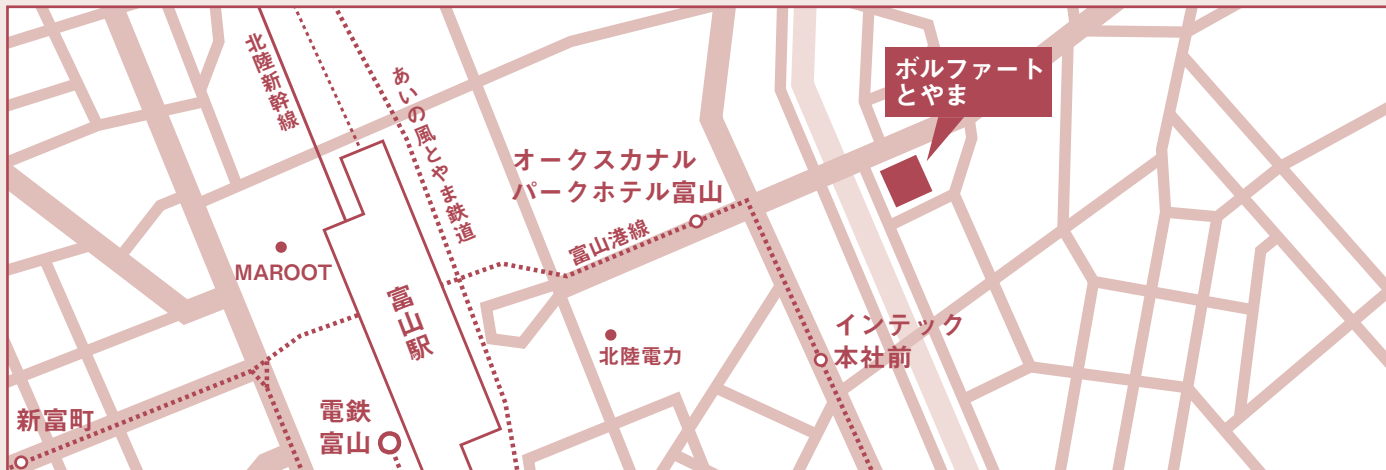 北陸新幹線
あいの風とやま鉄道
ボルファート
とやま
オークスカナル
パークホテル富山
富山港線
MAROOT
富山駅
インテック
本社前
北陸電力
新富町
電鉄
富山